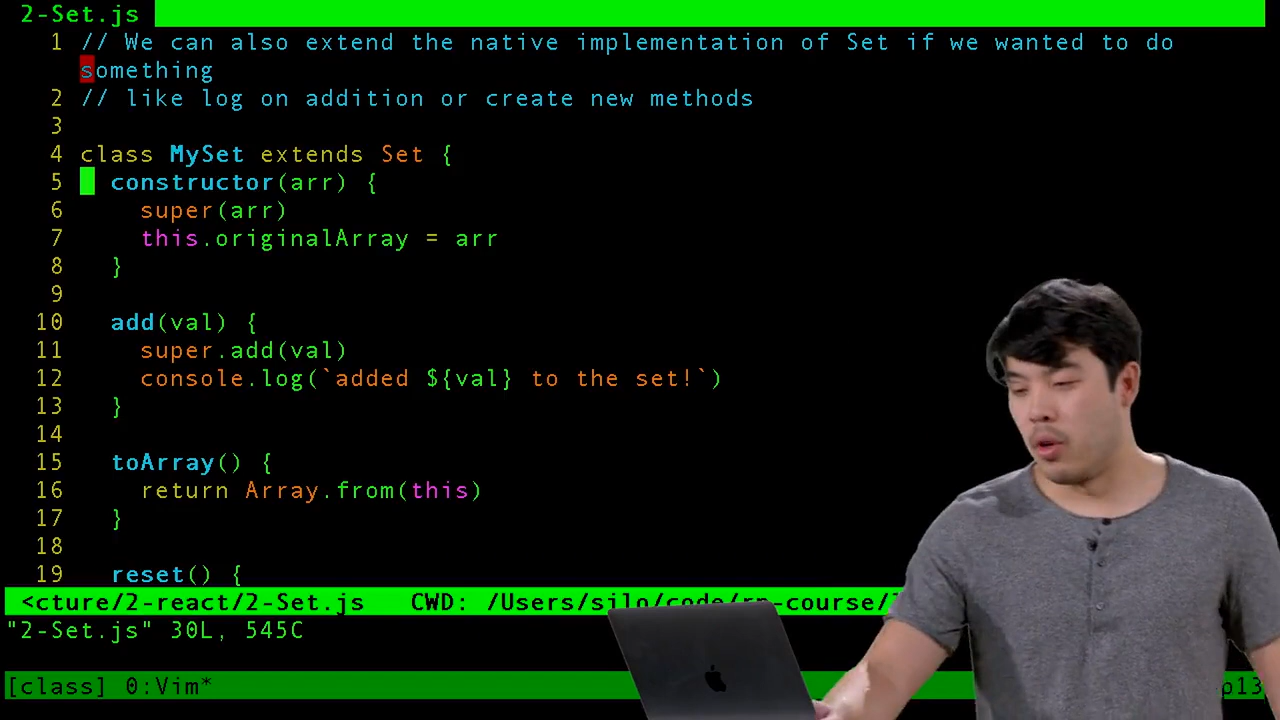 2-Set.js
1 // We can also extend the native implementation of Set if we wanted to do
something
2 // like log on addition or create new methods
3
4 class MySet extends Set {
5 constructor(arr) {
6 super(arr)
7 this.originalArray = arr
8 }
9
10 add(val) {
11 super.add(val)
12 console.log(`added ${val} to the set!`)
13 }
14
15 toArray() {
16 return Array.from(this)
17 }
18
19 reset() {
<cture/2-react/2-Set.js CWD: /Users/silo/code/rn-course/
"2-Set.js" 30L, 545C
[class] 0:Vim* p13